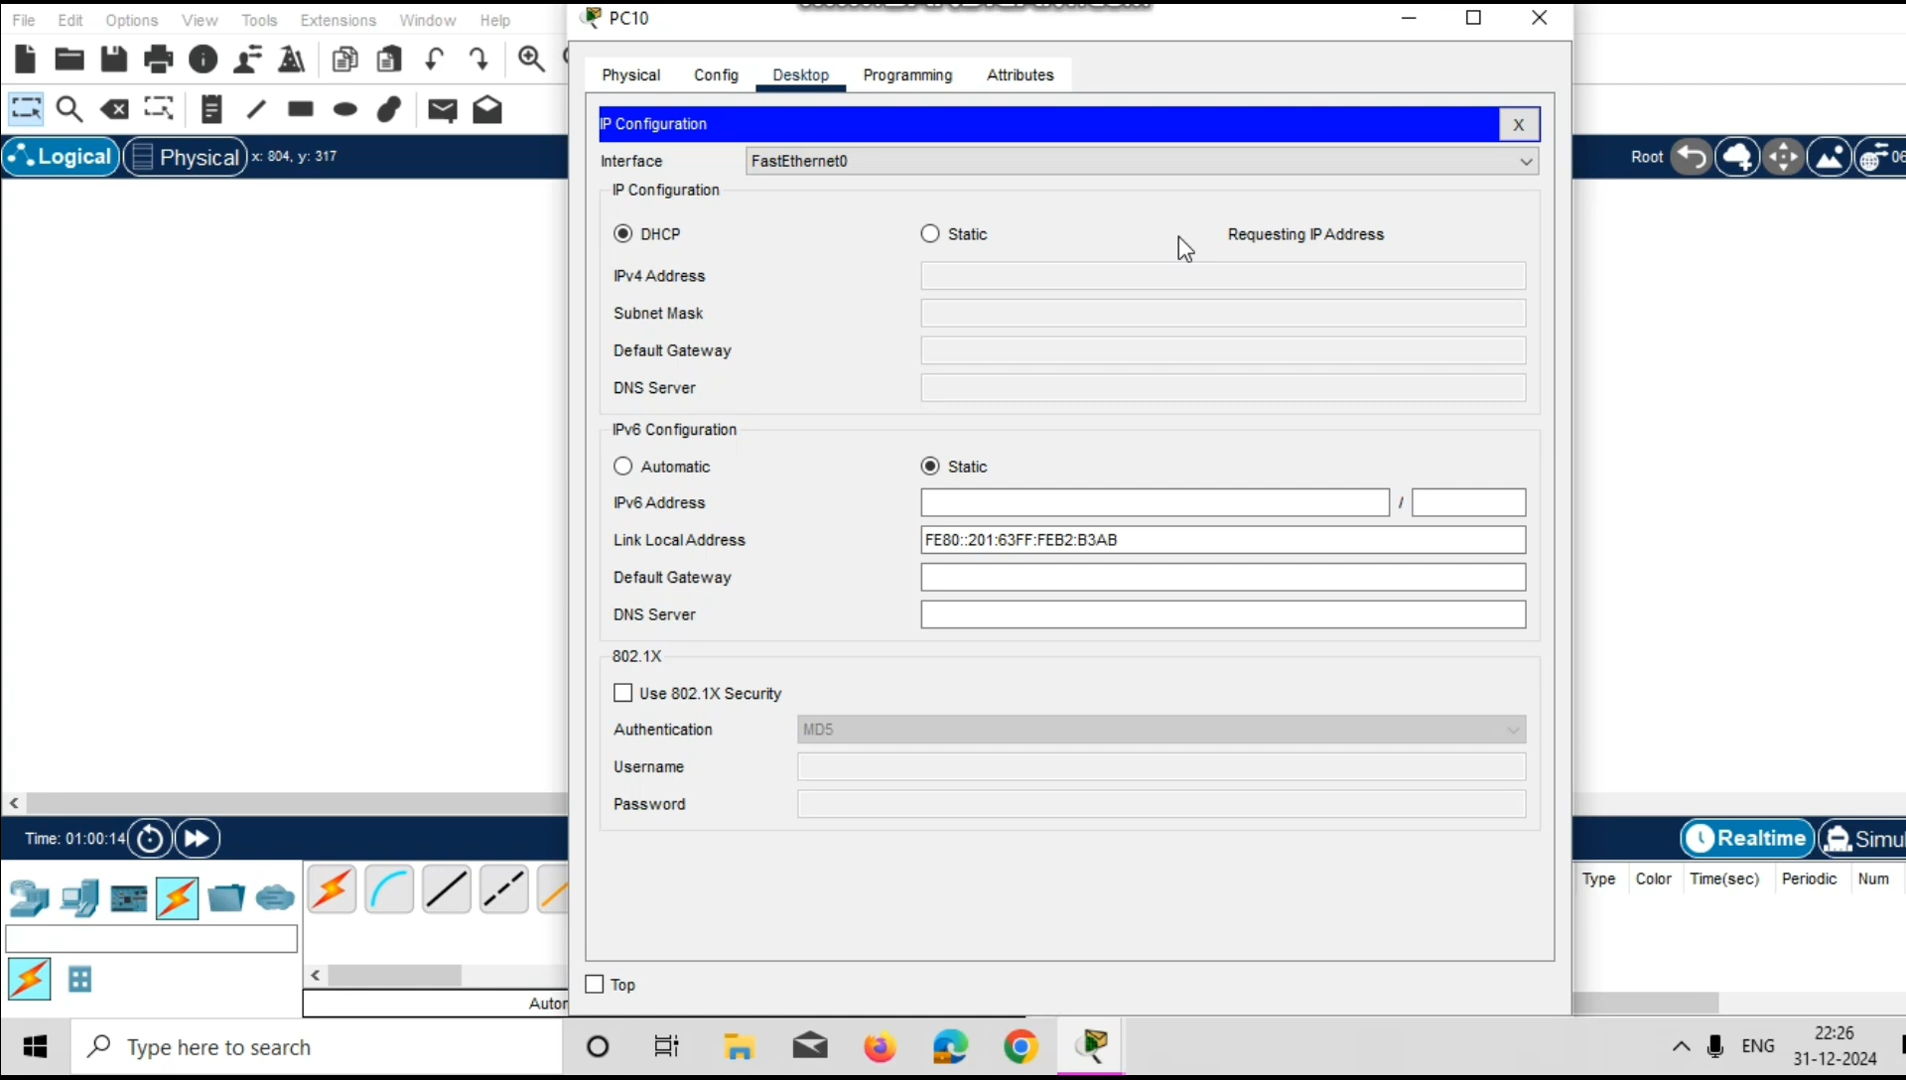 File Edit Options View Tools Extensions Window Help
PC10
Physical Config Desktop Programming Attributes
IP Configuration X
Logical Physical x: 804, y: 317
Root
Interface FastEthernet0
IP Configuration
DHCP Static Requesting IP Address
IPv4 Address
Subnet Mask
Default Gateway
DNS Server
IPv6 Configuration
Automatic Static
IPv6 Address /
Link Local Address FE80::201:63FF:FEB2:B3AB
Default Gateway
DNS Server
802.1X
Use 802.1X Security
Authentication MD5
Username
Password
Time: 01:00:14
Realtime Simul
Type Color Time(sec) Periodic Num
Top
Autor
Type here to search
ENG
22:26
31-12-2024